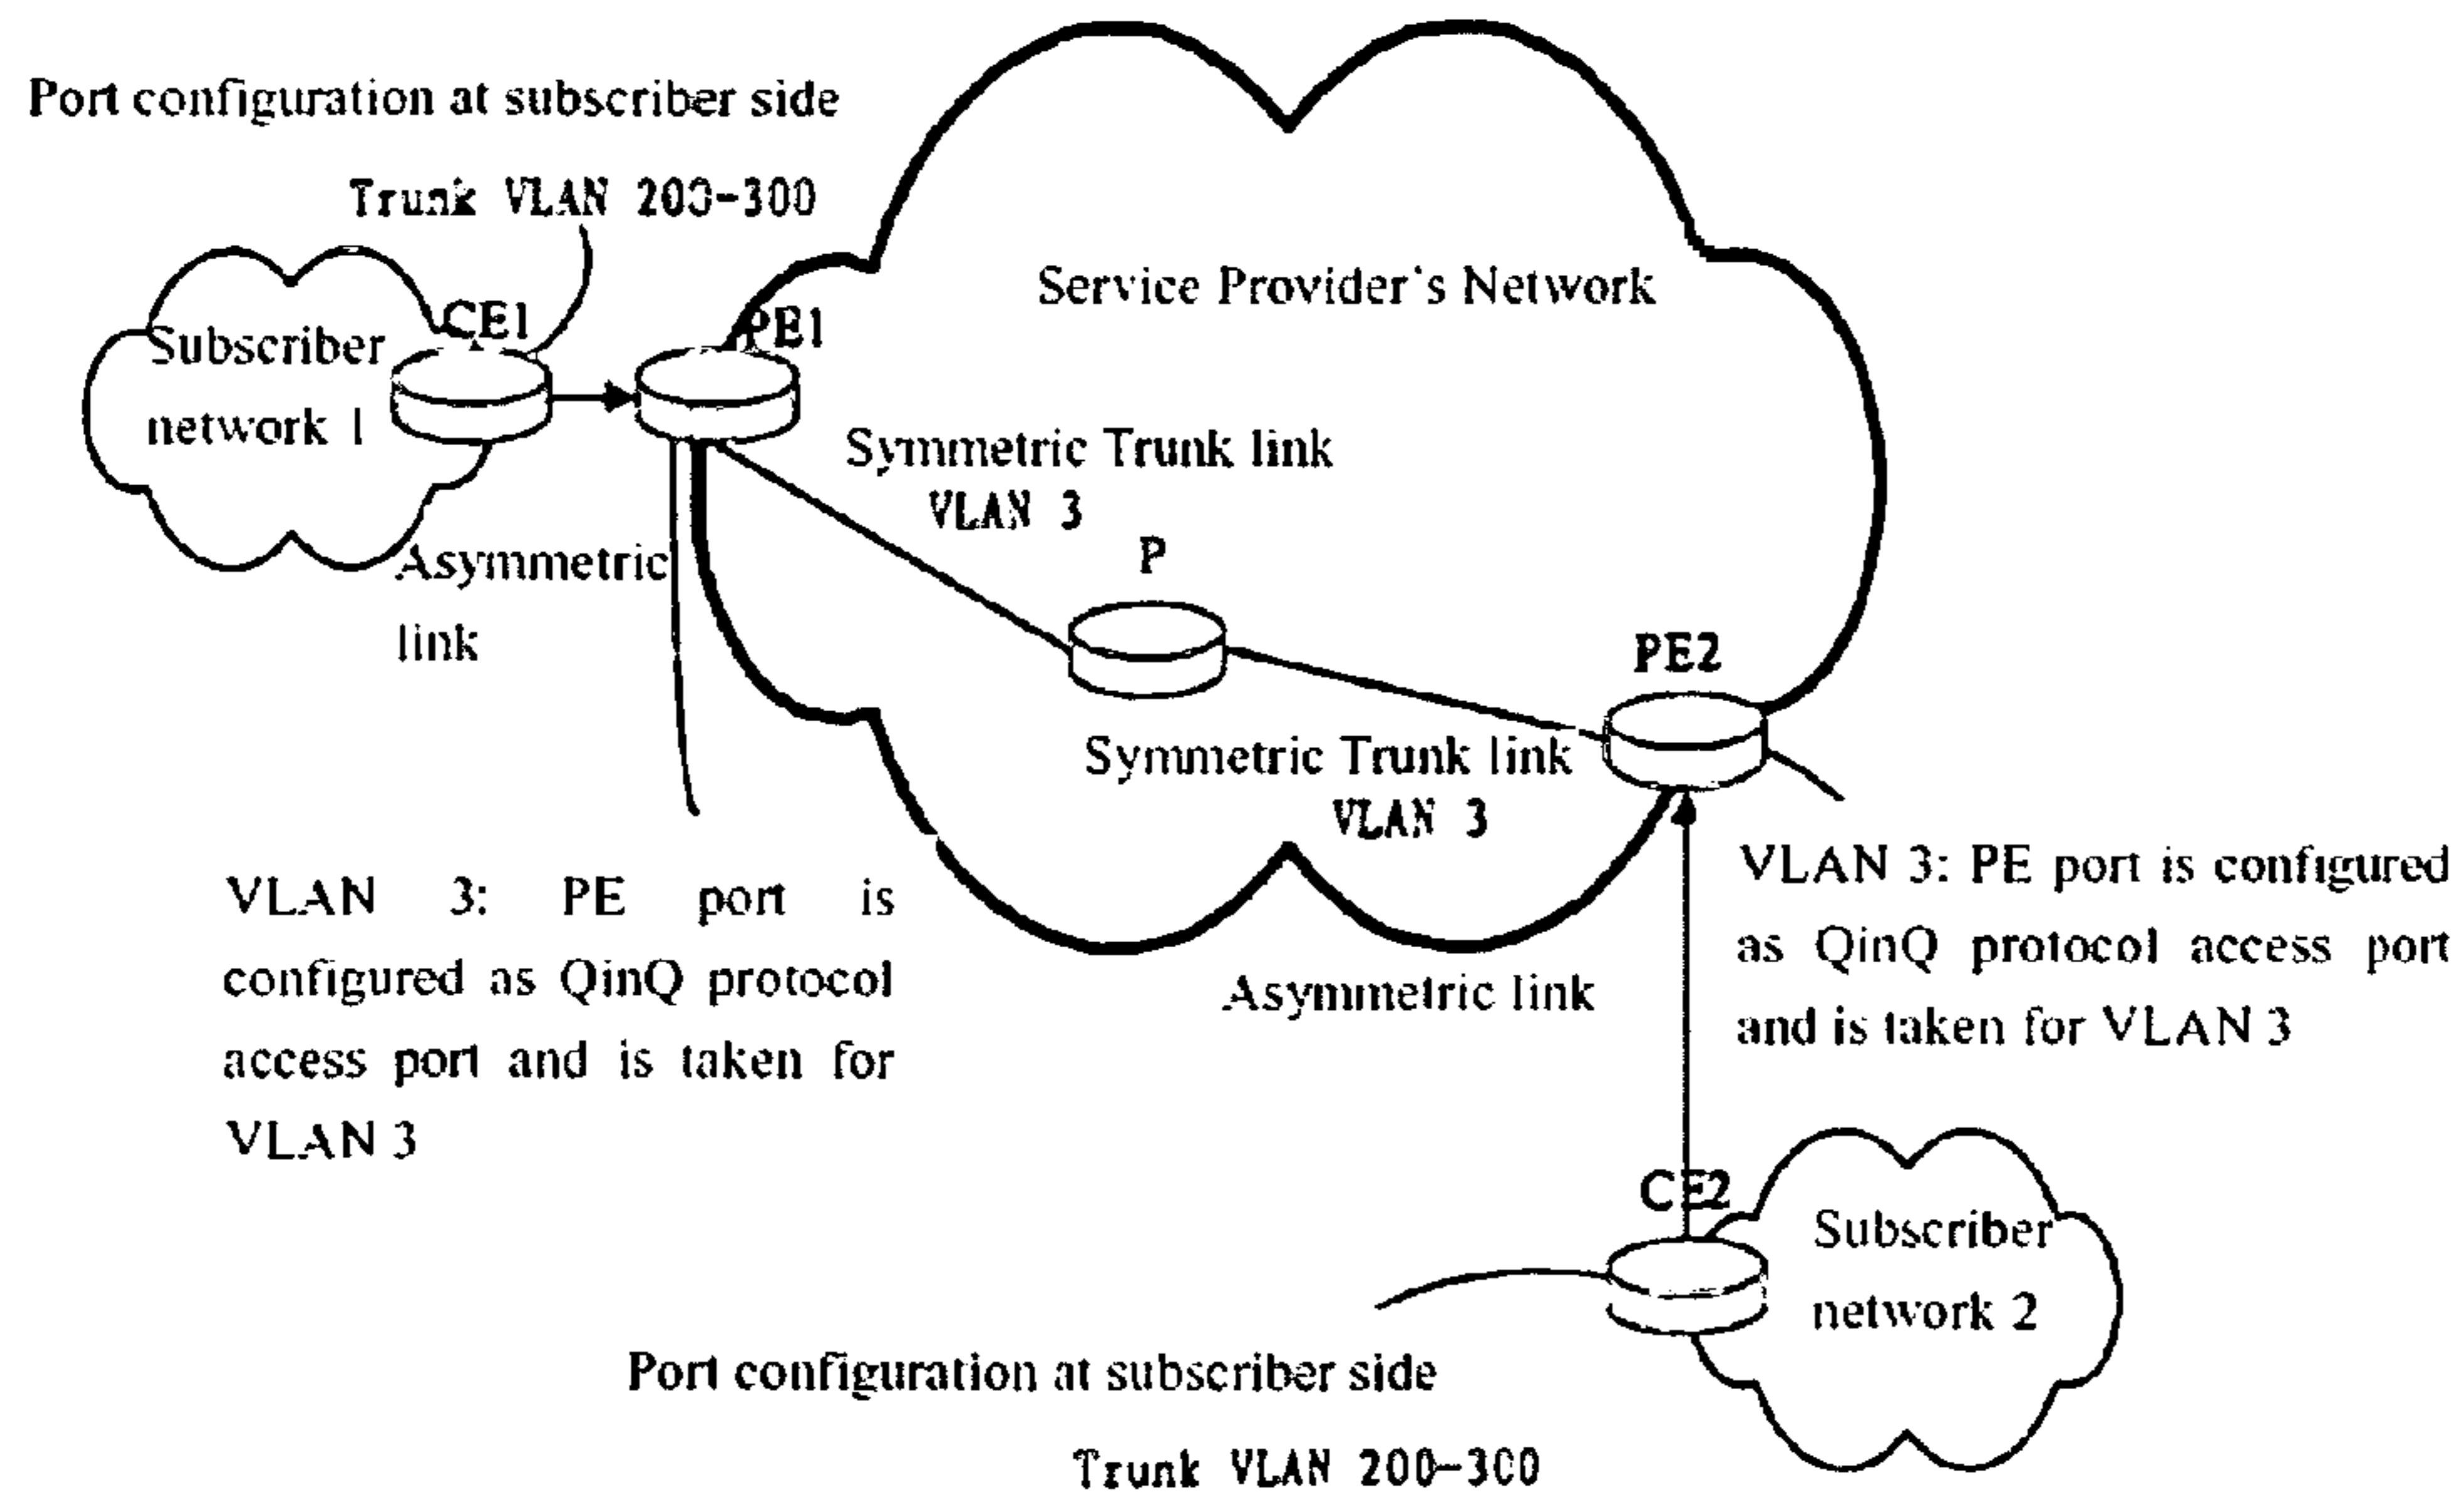 Port configuration at subscriber side
Trunk VLAN 200-300
Service Provider's Network
CE1
PE1
Subscriber
network 1
Symmetric Trunk link
VLAN 3
Asymmetric
link
P
PE2
Symmetric Trunk link
VLAN 3
VLAN 3: PE port is
configured as QinQ protocol
access port and is taken for
VLAN 3
VLAN 3: PE port is configured
as QinQ protocol access port
and is taken for VLAN 3
Asymmetric link
CE2
Subscriber
network 2
Port configuration at subscriber side
Trunk VLAN 200-300